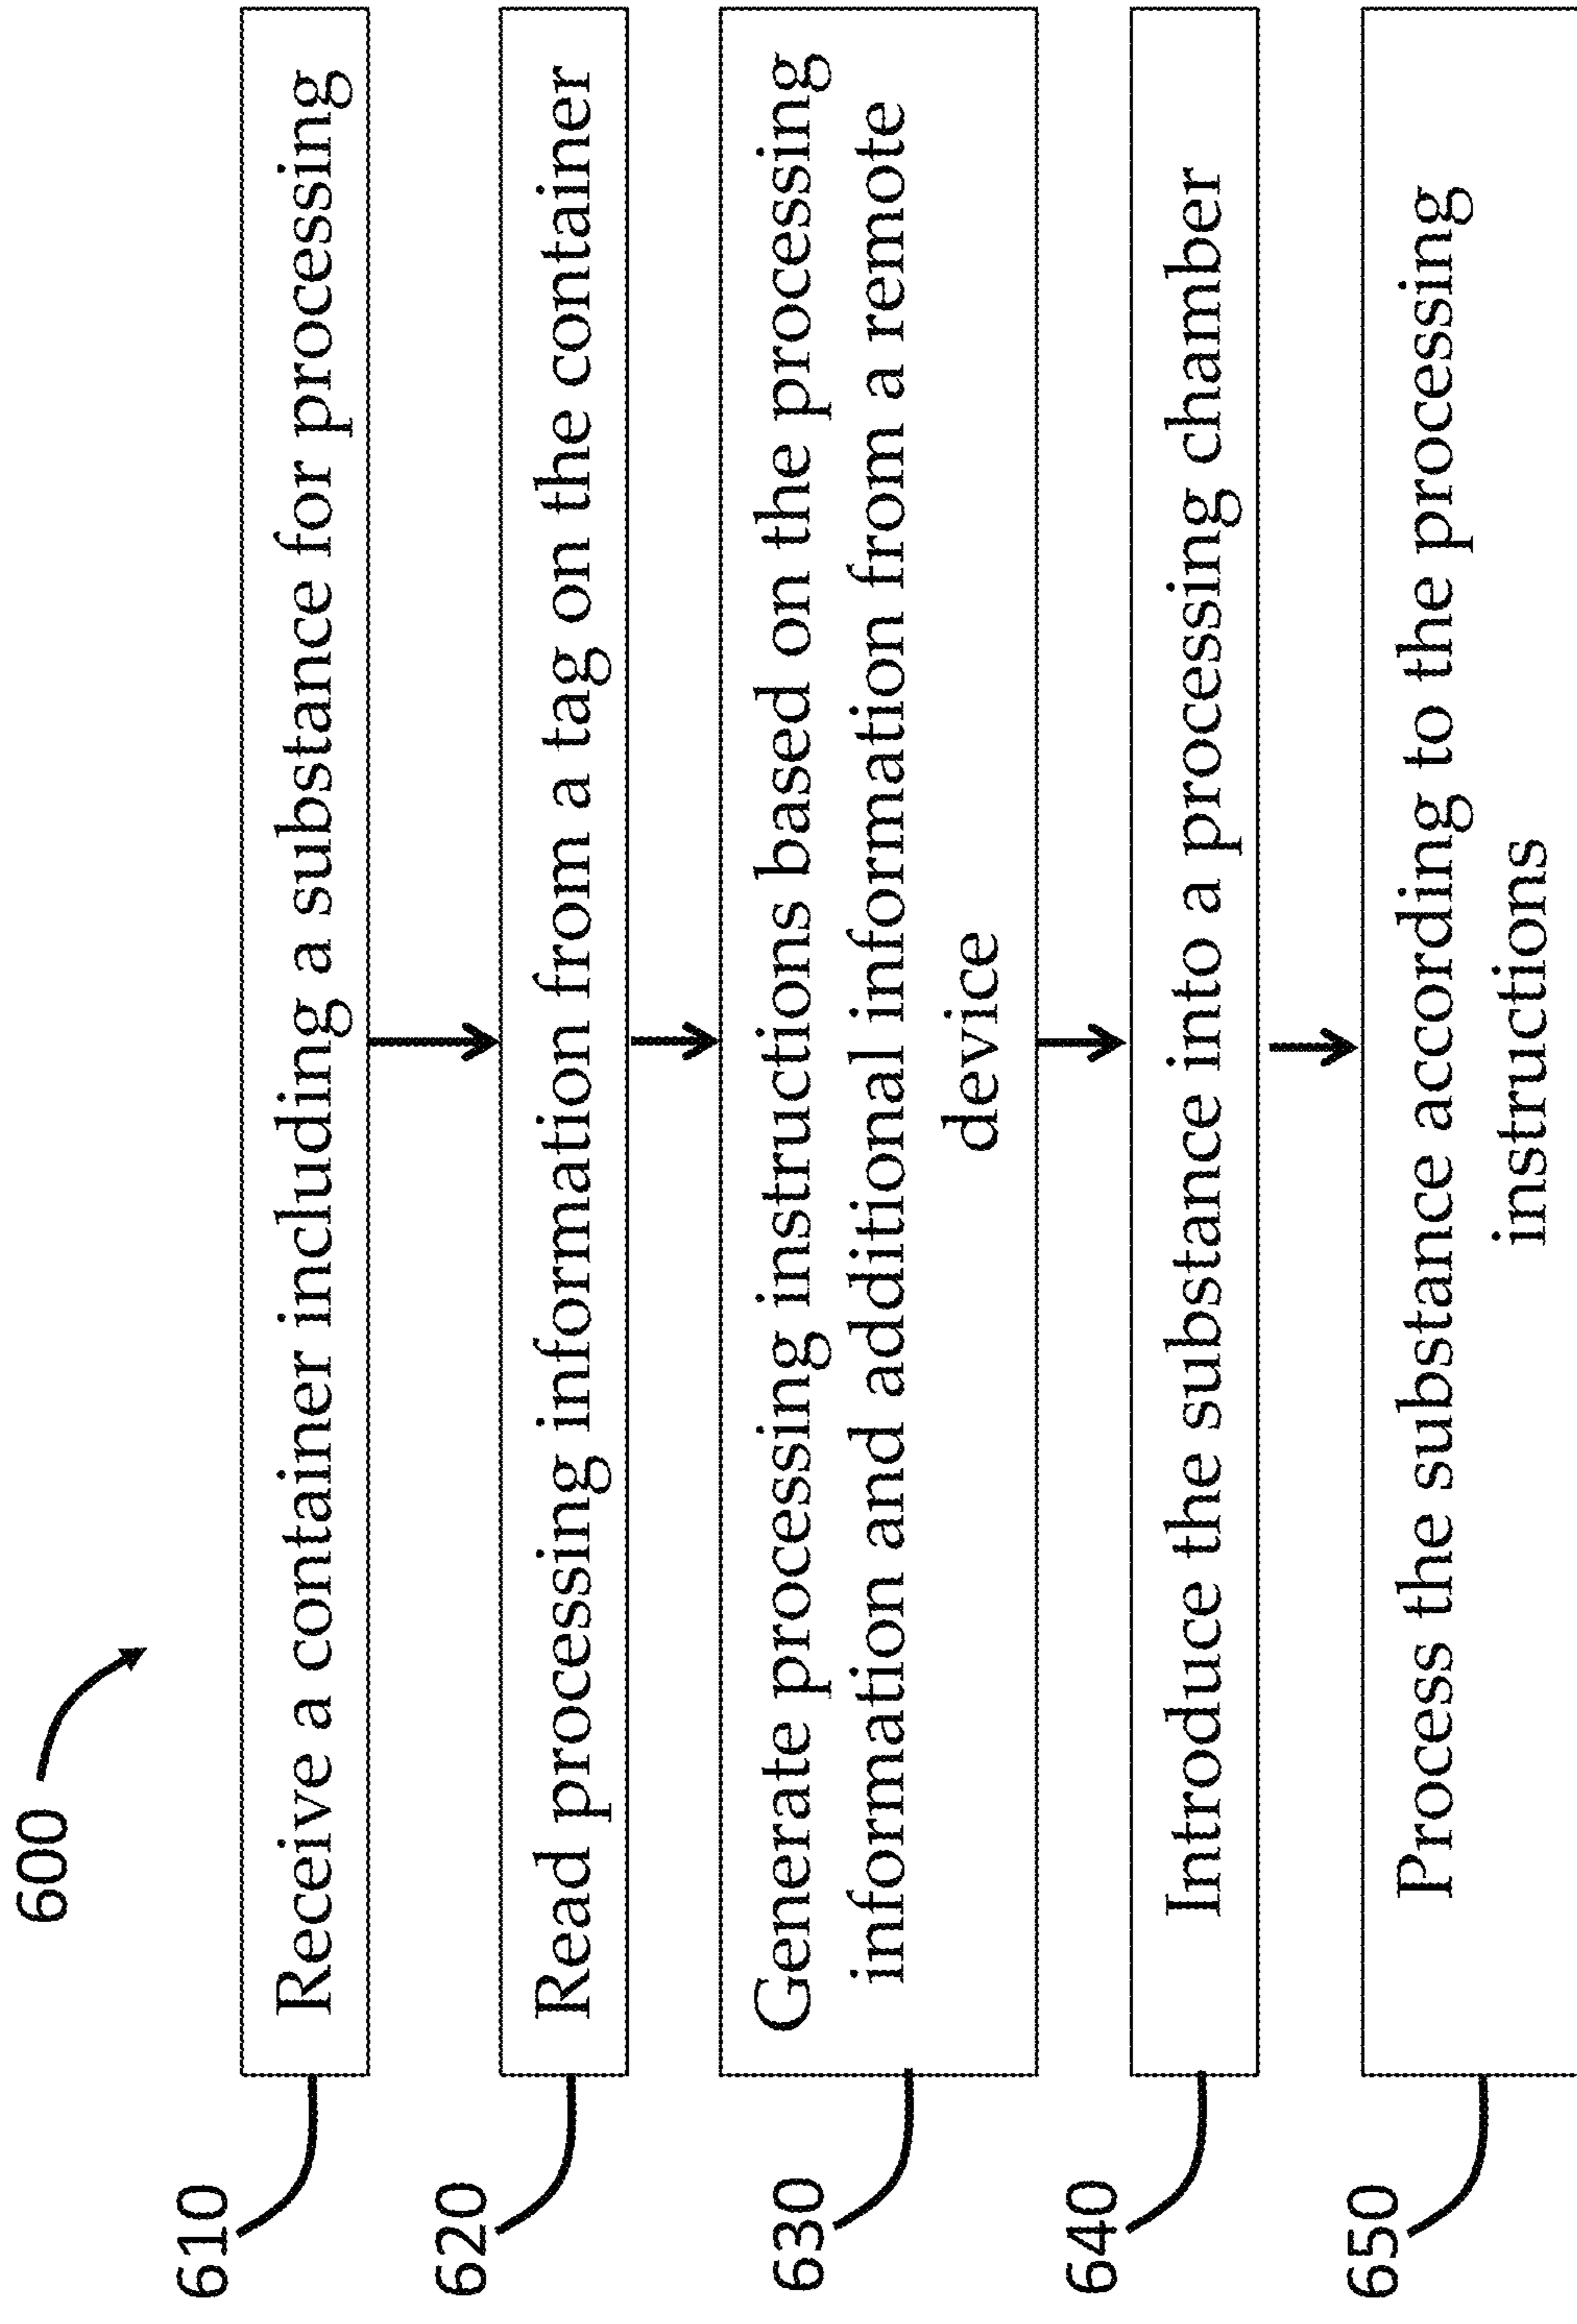 600
610
Receive a container including a substance for processing
620
Read processing information from a tag on the container
630
Generate processing instructions based on the processing
information and additional information from a remote
device
640
Introduce the substance into a processing chamber
650
Process the substance according to the processing
instructions